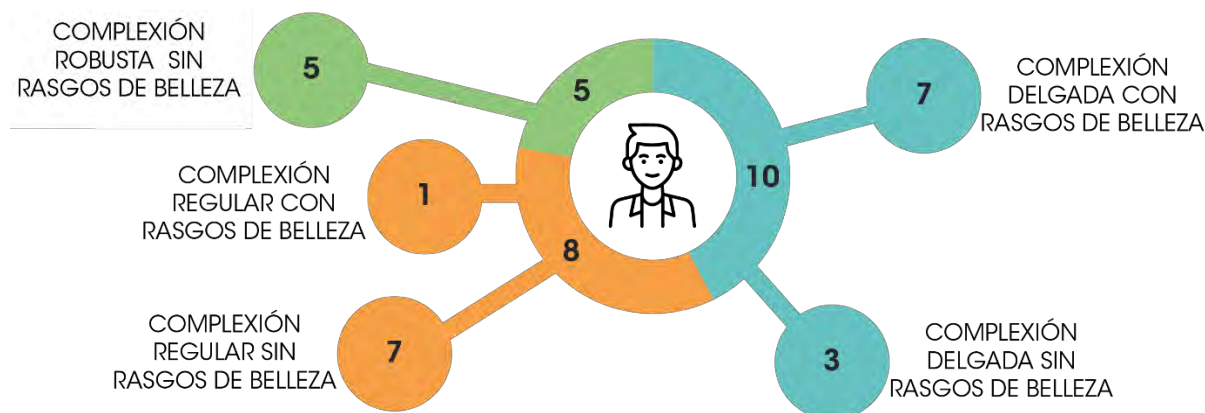 COMPLEXIÓN
ROBUSTA SIN
RASGOS DE BELLEZA
5
5
COMPLEXIÓN
REGULAR CON
RASGOS DE BELLEZA
1
8
COMPLEXIÓN
REGULAR SIN
RASGOS DE BELLEZA
7
10
7
COMPLEXIÓN
DELGADA CON
RASGOS DE BELLEZA
3
COMPLEXIÓN
DELGADA SIN
RASGOS DE BELLEZA